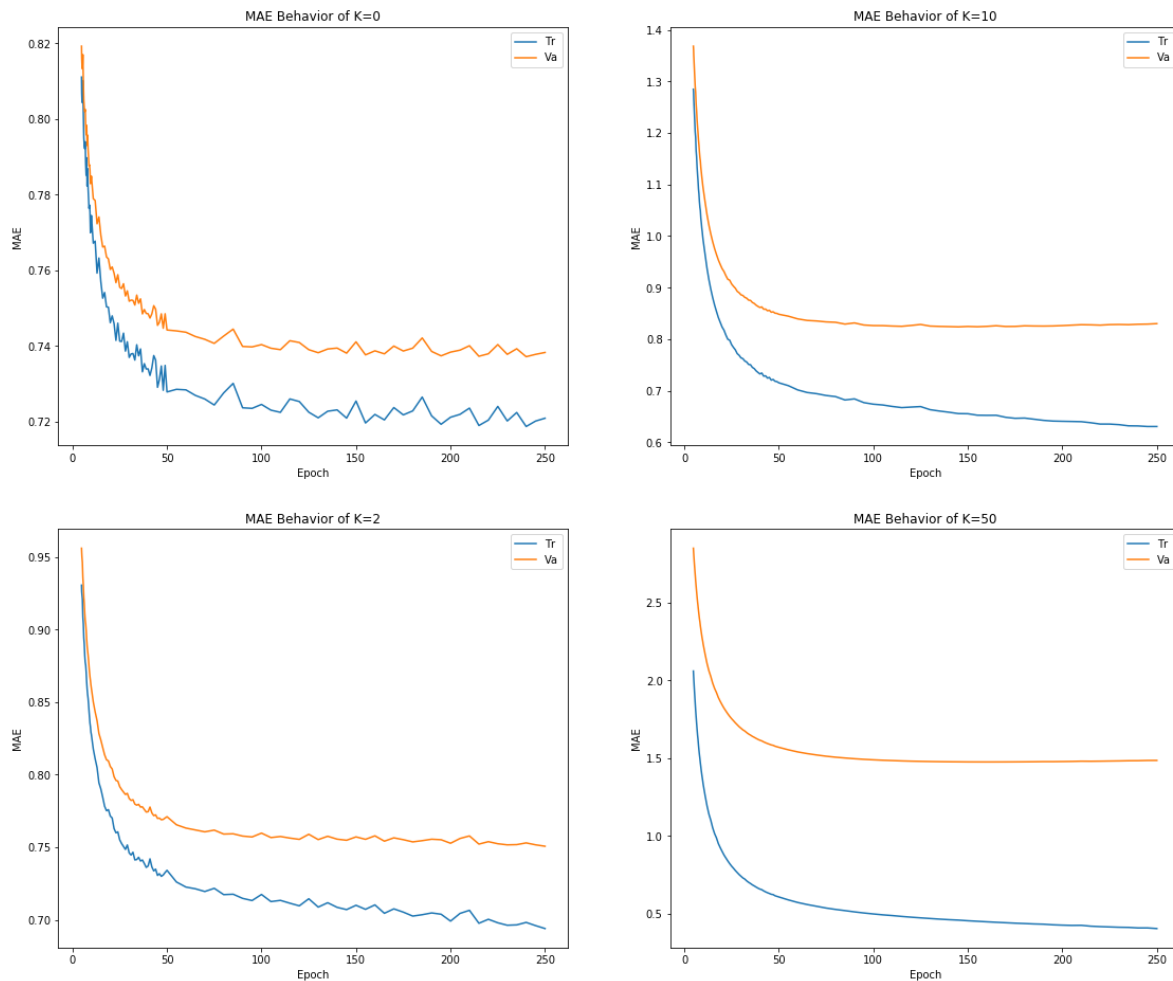 MAE Behavior of K=0
Tr
Va
0.82
0.80
0.78
0.76
0.74
0.72
MAE
0
50
100
150
200
250
Epoch
MAE Behavior of K=10
Tr
Va
1.4
1.3
1.2
1.1
1.0
0.9
0.8
0.7
0.6
MAE
0
50
100
150
200
250
Epoch
MAE Behavior of K=2
Tr
Va
0.95
0.90
0.85
0.80
0.75
0.70
MAE
0
50
100
150
200
250
Epoch
MAE Behavior of K=50
Tr
Va
2.5
2.0
1.5
1.0
0.5
MAE
0
50
100
150
200
250
Epoch